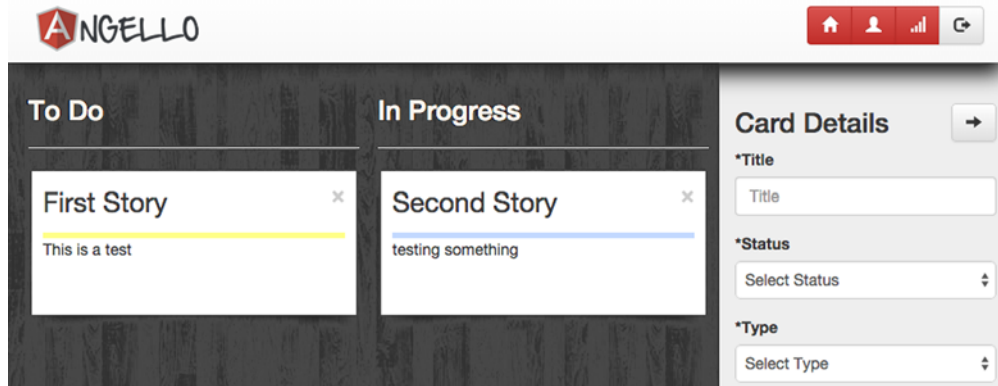 ANGELLO
To Do
First Story
×
This is a test
In Progress
Second Story
×
testing something
Card Details
*Title
Title
*Status
Select Status
*Type
Select Type